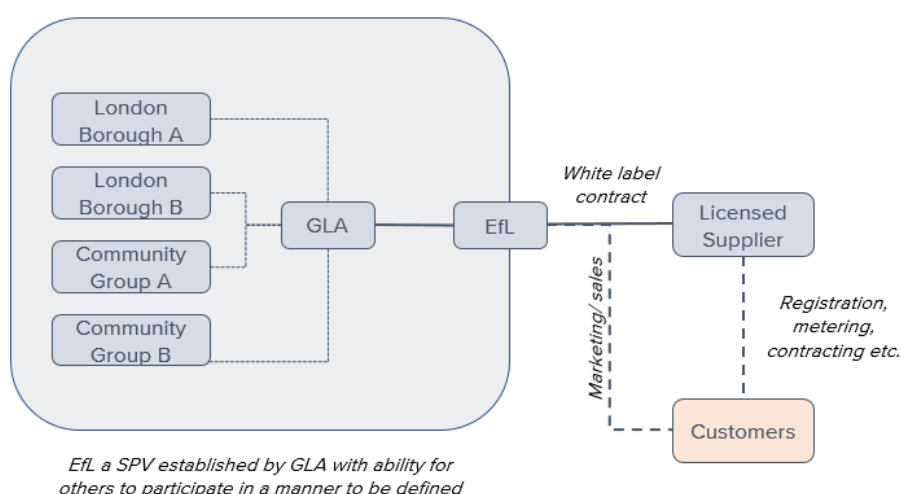 London
Borough A
London
Borough B
Community
Group A
Community
Group B
GLA
EfL
White label
contract
Licensed
Supplier
Marketing/ sales
Registration,
metering,
contracting etc.
Customers
EfL a SPV established by GLA with ability for
others to participate in a manner to be defined